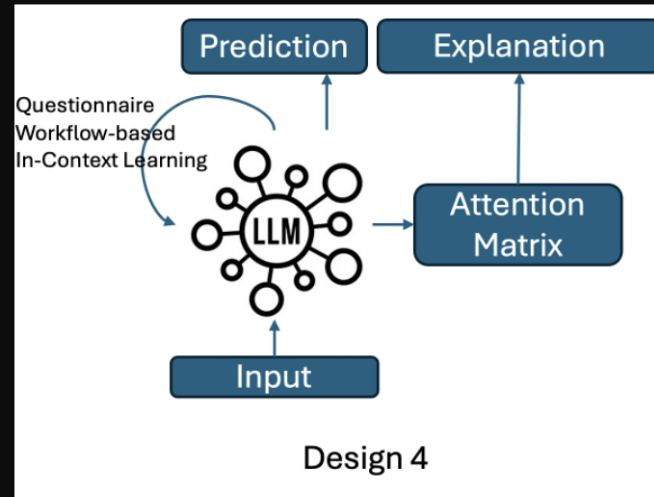 Prediction
Explanation
Questionnaire
Workflow-based
In-Context Learning
LLM
Attention
Matrix
Input
Design 4